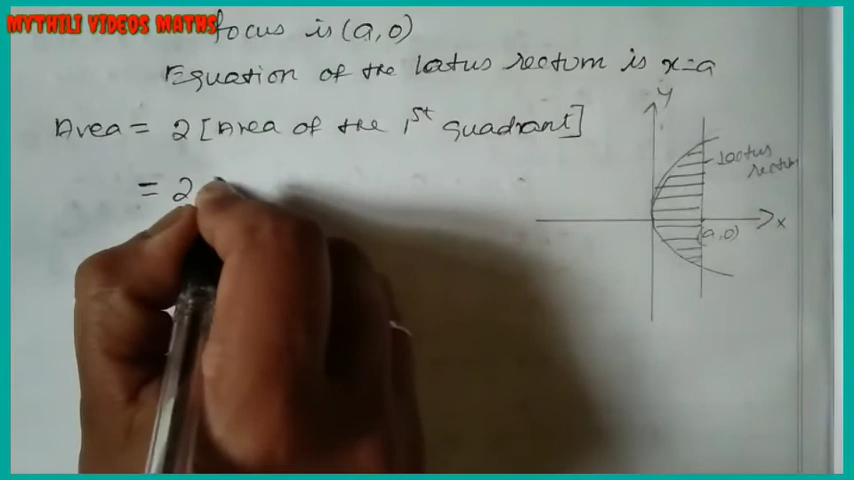 MYTHILI VIDEOS MATHS
focus is (a,0)
Equation of the latus rectum is x=a
Area = 2 [Area of the 1st quadrant]
= 2
Y
latus
rectum
(a,0)
X